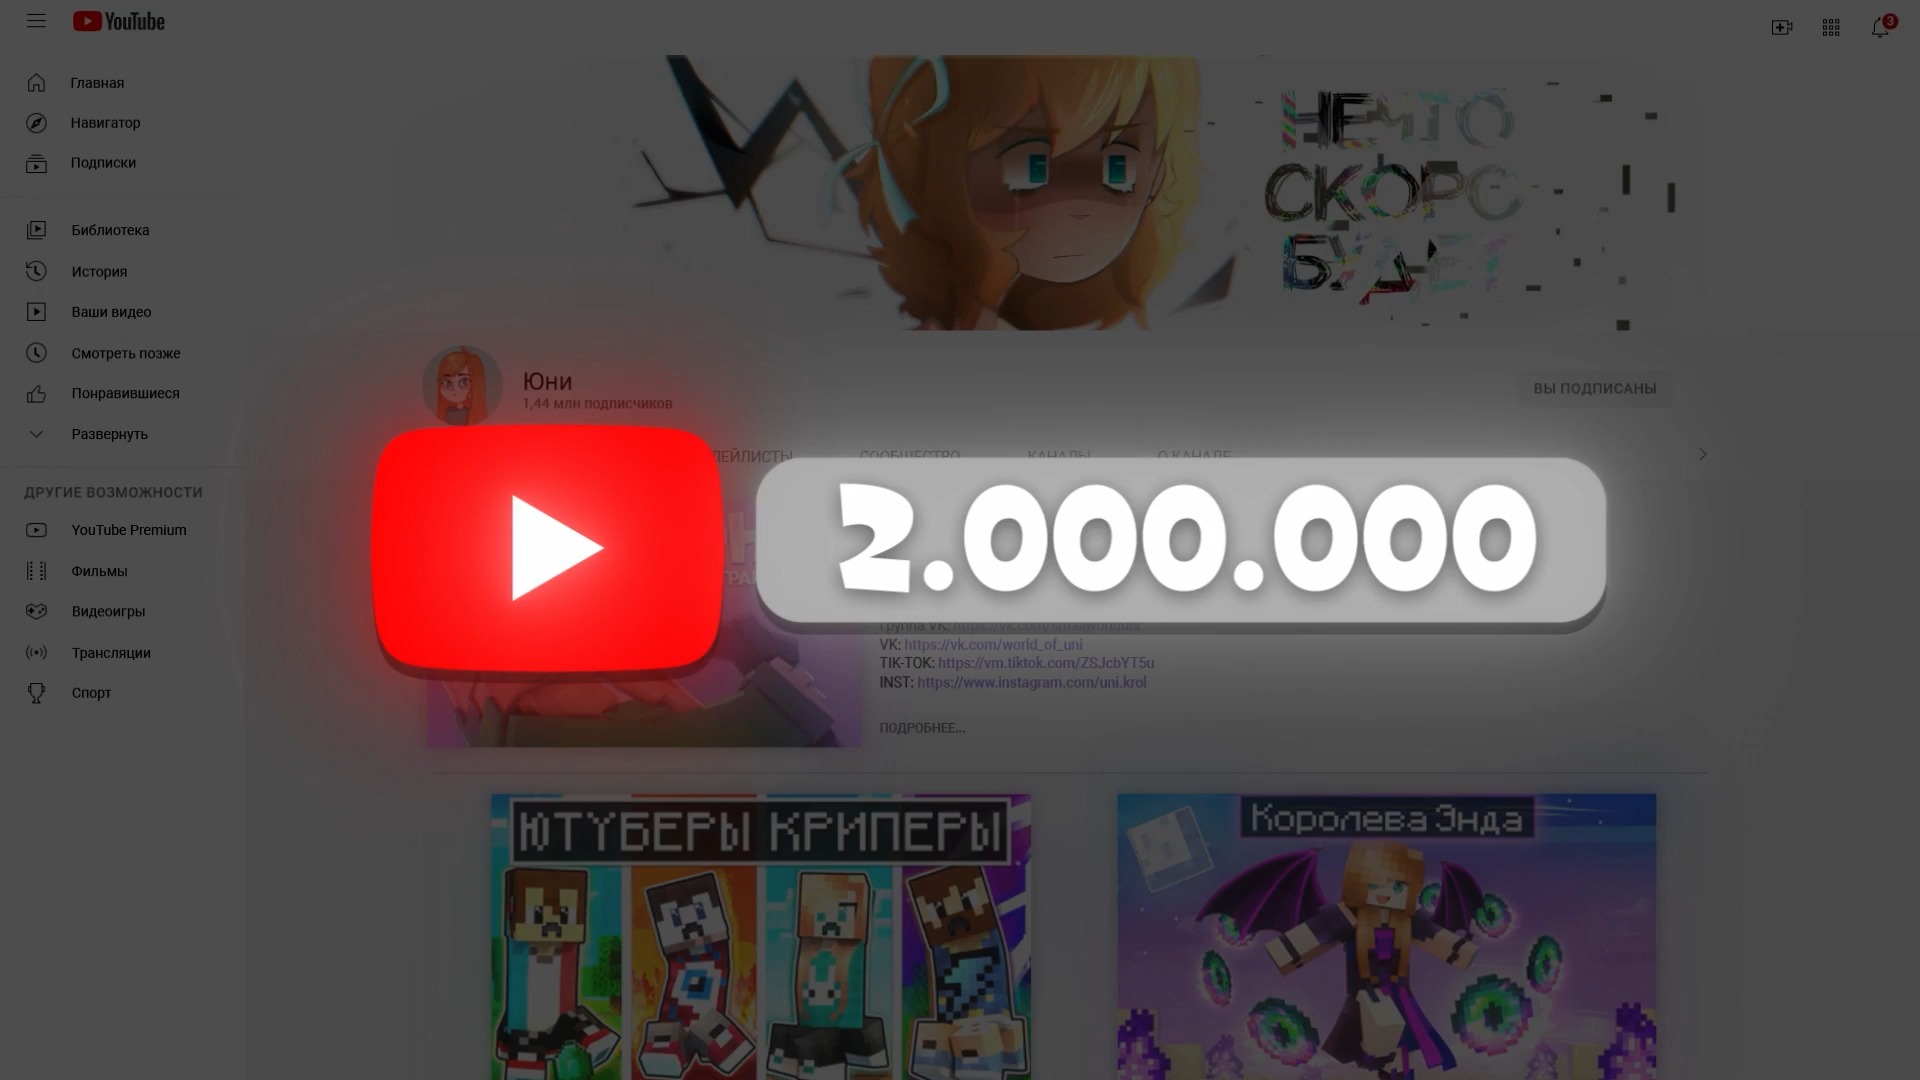 YouTube
3
Главная
Навигатор
Подписки
НЕЧТО
СКОРО
БУДЕТ
Библиотека
История
Ваши видео
Смотреть позже
Понравившиеся
Развернуть
Юни
1,44 млн подписчиков
ВЫ ПОДПИСАНЫ
СООБЩЕСТВО КАНАЛЫ О КАНАЛЕ
2.000.000
ДРУГИЕ ВОЗМОЖНОСТИ
YouTube Premium
Фильмы
Видеоигры
Трансляции
Спорт
VK: https://vk.com/world_of_uni
TIK-TOK: https://vm.tiktok.com/ZSJcbYT5u
INST: https://www.instagram.com/uni.krol
ПОДРОБНЕЕ...
ЮТУБЕРЫ КРИПЕРЫ
Королева Энда